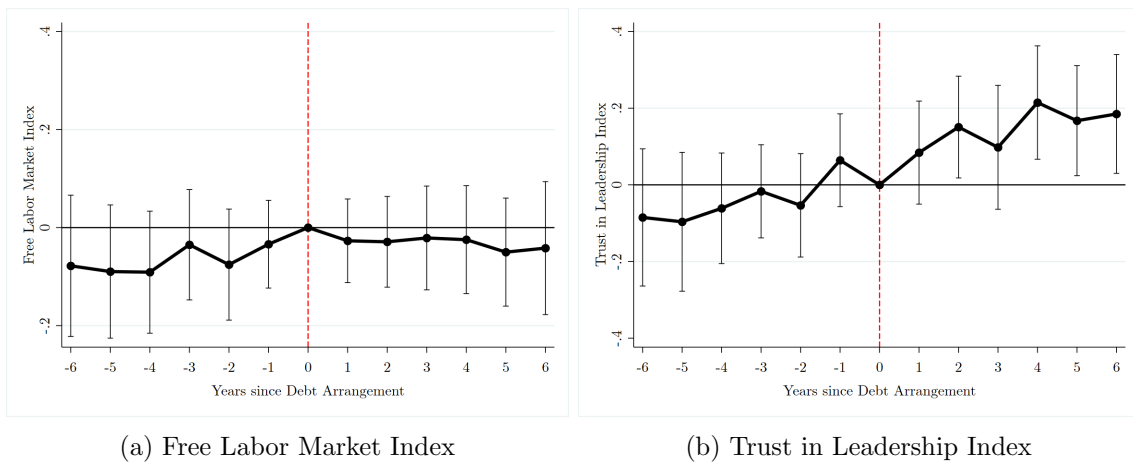 Free Labor Market Index
.4
.2
0
-.2
-6 -5 -4 -3 -2 -1 0 1 2 3 4 5 6
Years since Debt Arrangement
(a) Free Labor Market Index
Trust in Leadership Index
.4
.2
0
-.2
-.4
-6 -5 -4 -3 -2 -1 0 1 2 3 4 5 6
Years since Debt Arrangement
(b) Trust in Leadership Index